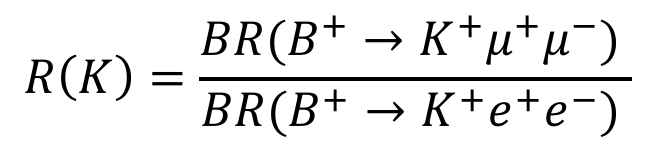 R(K) = BR(B⁺ → K⁺μ⁺μ⁻)
BR(B⁺ → K⁺e⁺e⁻)